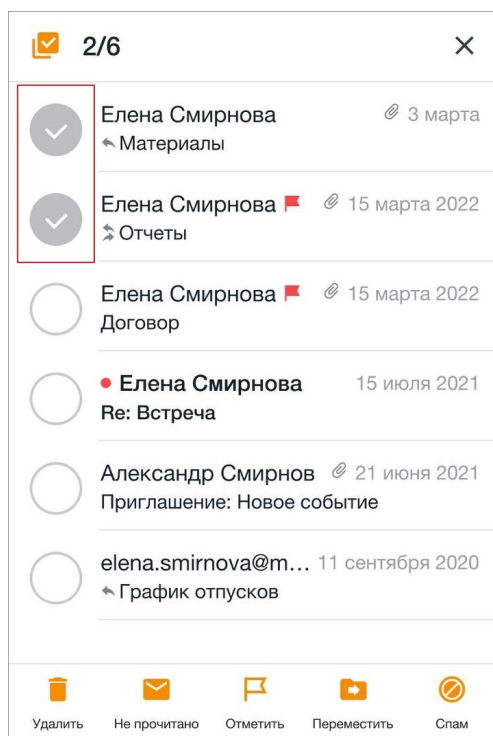 2/6
Елена Смирнова 3 марта
Материалы
Елена Смирнова 15 марта 2022
Отчеты
Елена Смирнова 15 марта 2022
Договор
Елена Смирнова 15 июля 2021
Re: Встреча
Александр Смирнов 21 июня 2021
Приглашение: Новое событие
elena.smirnova@m... 11 сентября 2020
График отпусков
Удалить Не прочитано Отметить Переместить Спам